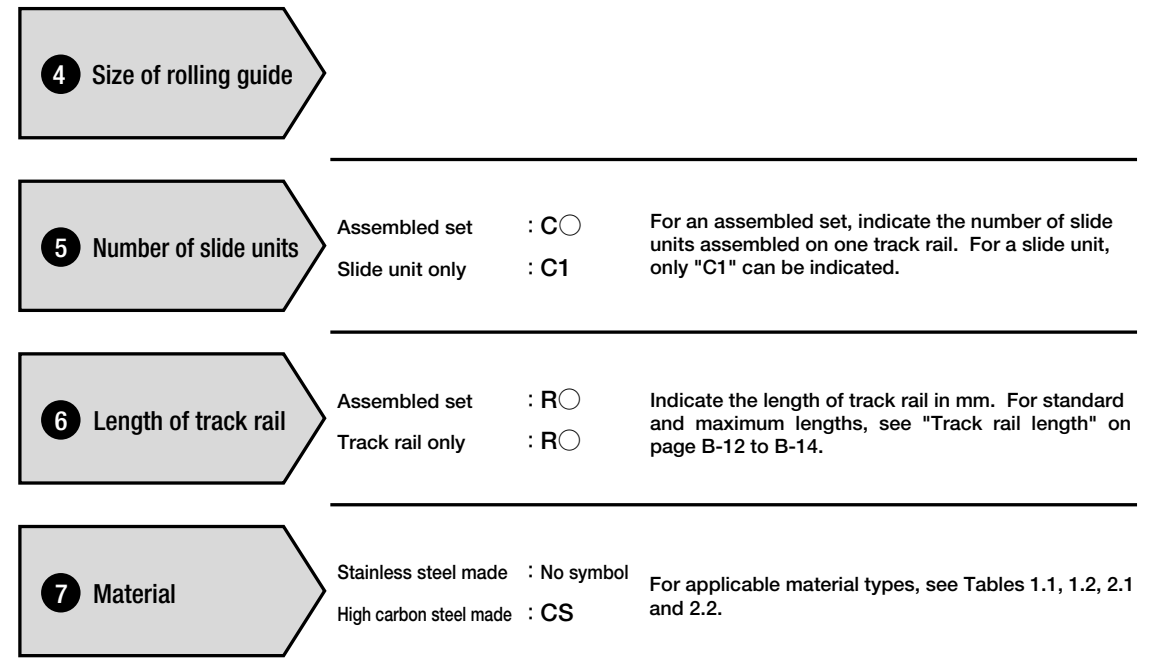 4 Size of rolling guide
5 Number of slide units
Assembled set : C○
Slide unit only : C1
For an assembled set, indicate the number of slide
units assembled on one track rail. For a slide unit,
only "C1" can be indicated.
6 Length of track rail
Assembled set : R○
Track rail only : R○
Indicate the length of track rail in mm. For standard
and maximum lengths, see "Track rail length" on
page B-12 to B-14.
7 Material
Stainless steel made : No symbol
High carbon steel made : CS
For applicable material types, see Tables 1.1, 1.2, 2.1
and 2.2.